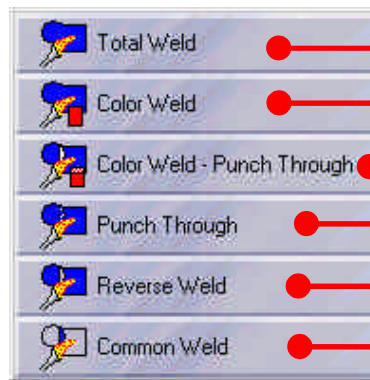 Total Weld
Color Weld
Color Weld - Punch Through
Punch Through
Reverse Weld
Common Weld